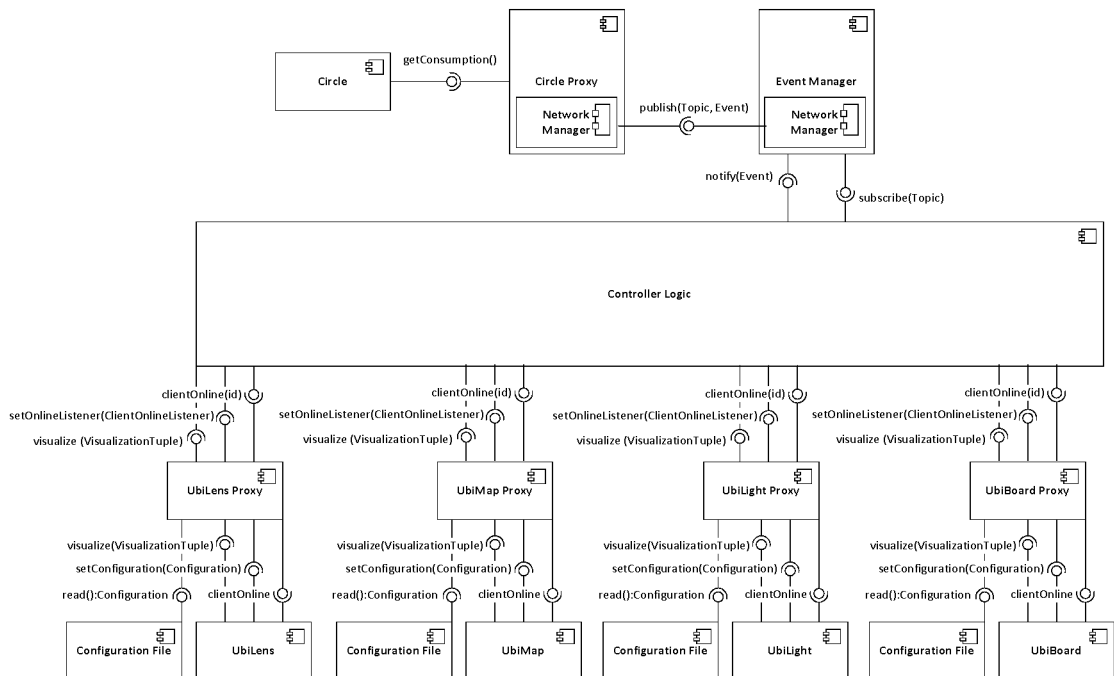 getConsumption()
Circle
Circle Proxy
Event Manager
Network
Manager
publish(Topic, Event)
Network
Manager
notify(Event)
subscribe(Topic)
Controller Logic
clientOnline(id)
setOnlineListener(ClientOnlineListener)
visualize (VisualizationTuple)
clientOnline(id)
setOnlineListener(ClientOnlineListener)
visualize (VisualizationTuple)
clientOnline(id)
setOnlineListener(ClientOnlineListener)
visualize (VisualizationTuple)
clientOnline(id)
setOnlineListener(ClientOnlineListener)
visualize (VisualizationTuple)
UbiLens Proxy
UbiMap Proxy
UbiLight Proxy
UbiBoard Proxy
visualize(VisualizationTuple)
setConfiguration(Configuration)
read():Configuration
clientOnline
visualize(VisualizationTuple)
setConfiguration(Configuration)
read():Configuration
clientOnline
visualize(VisualizationTuple)
setConfiguration(Configuration)
read():Configuration
clientOnline
visualize(VisualizationTuple)
setConfiguration(Configuration)
read():Configuration
clientOnline
Configuration File
UbiLens
Configuration File
UbiMap
Configuration File
UbiLight
Configuration File
UbiBoard